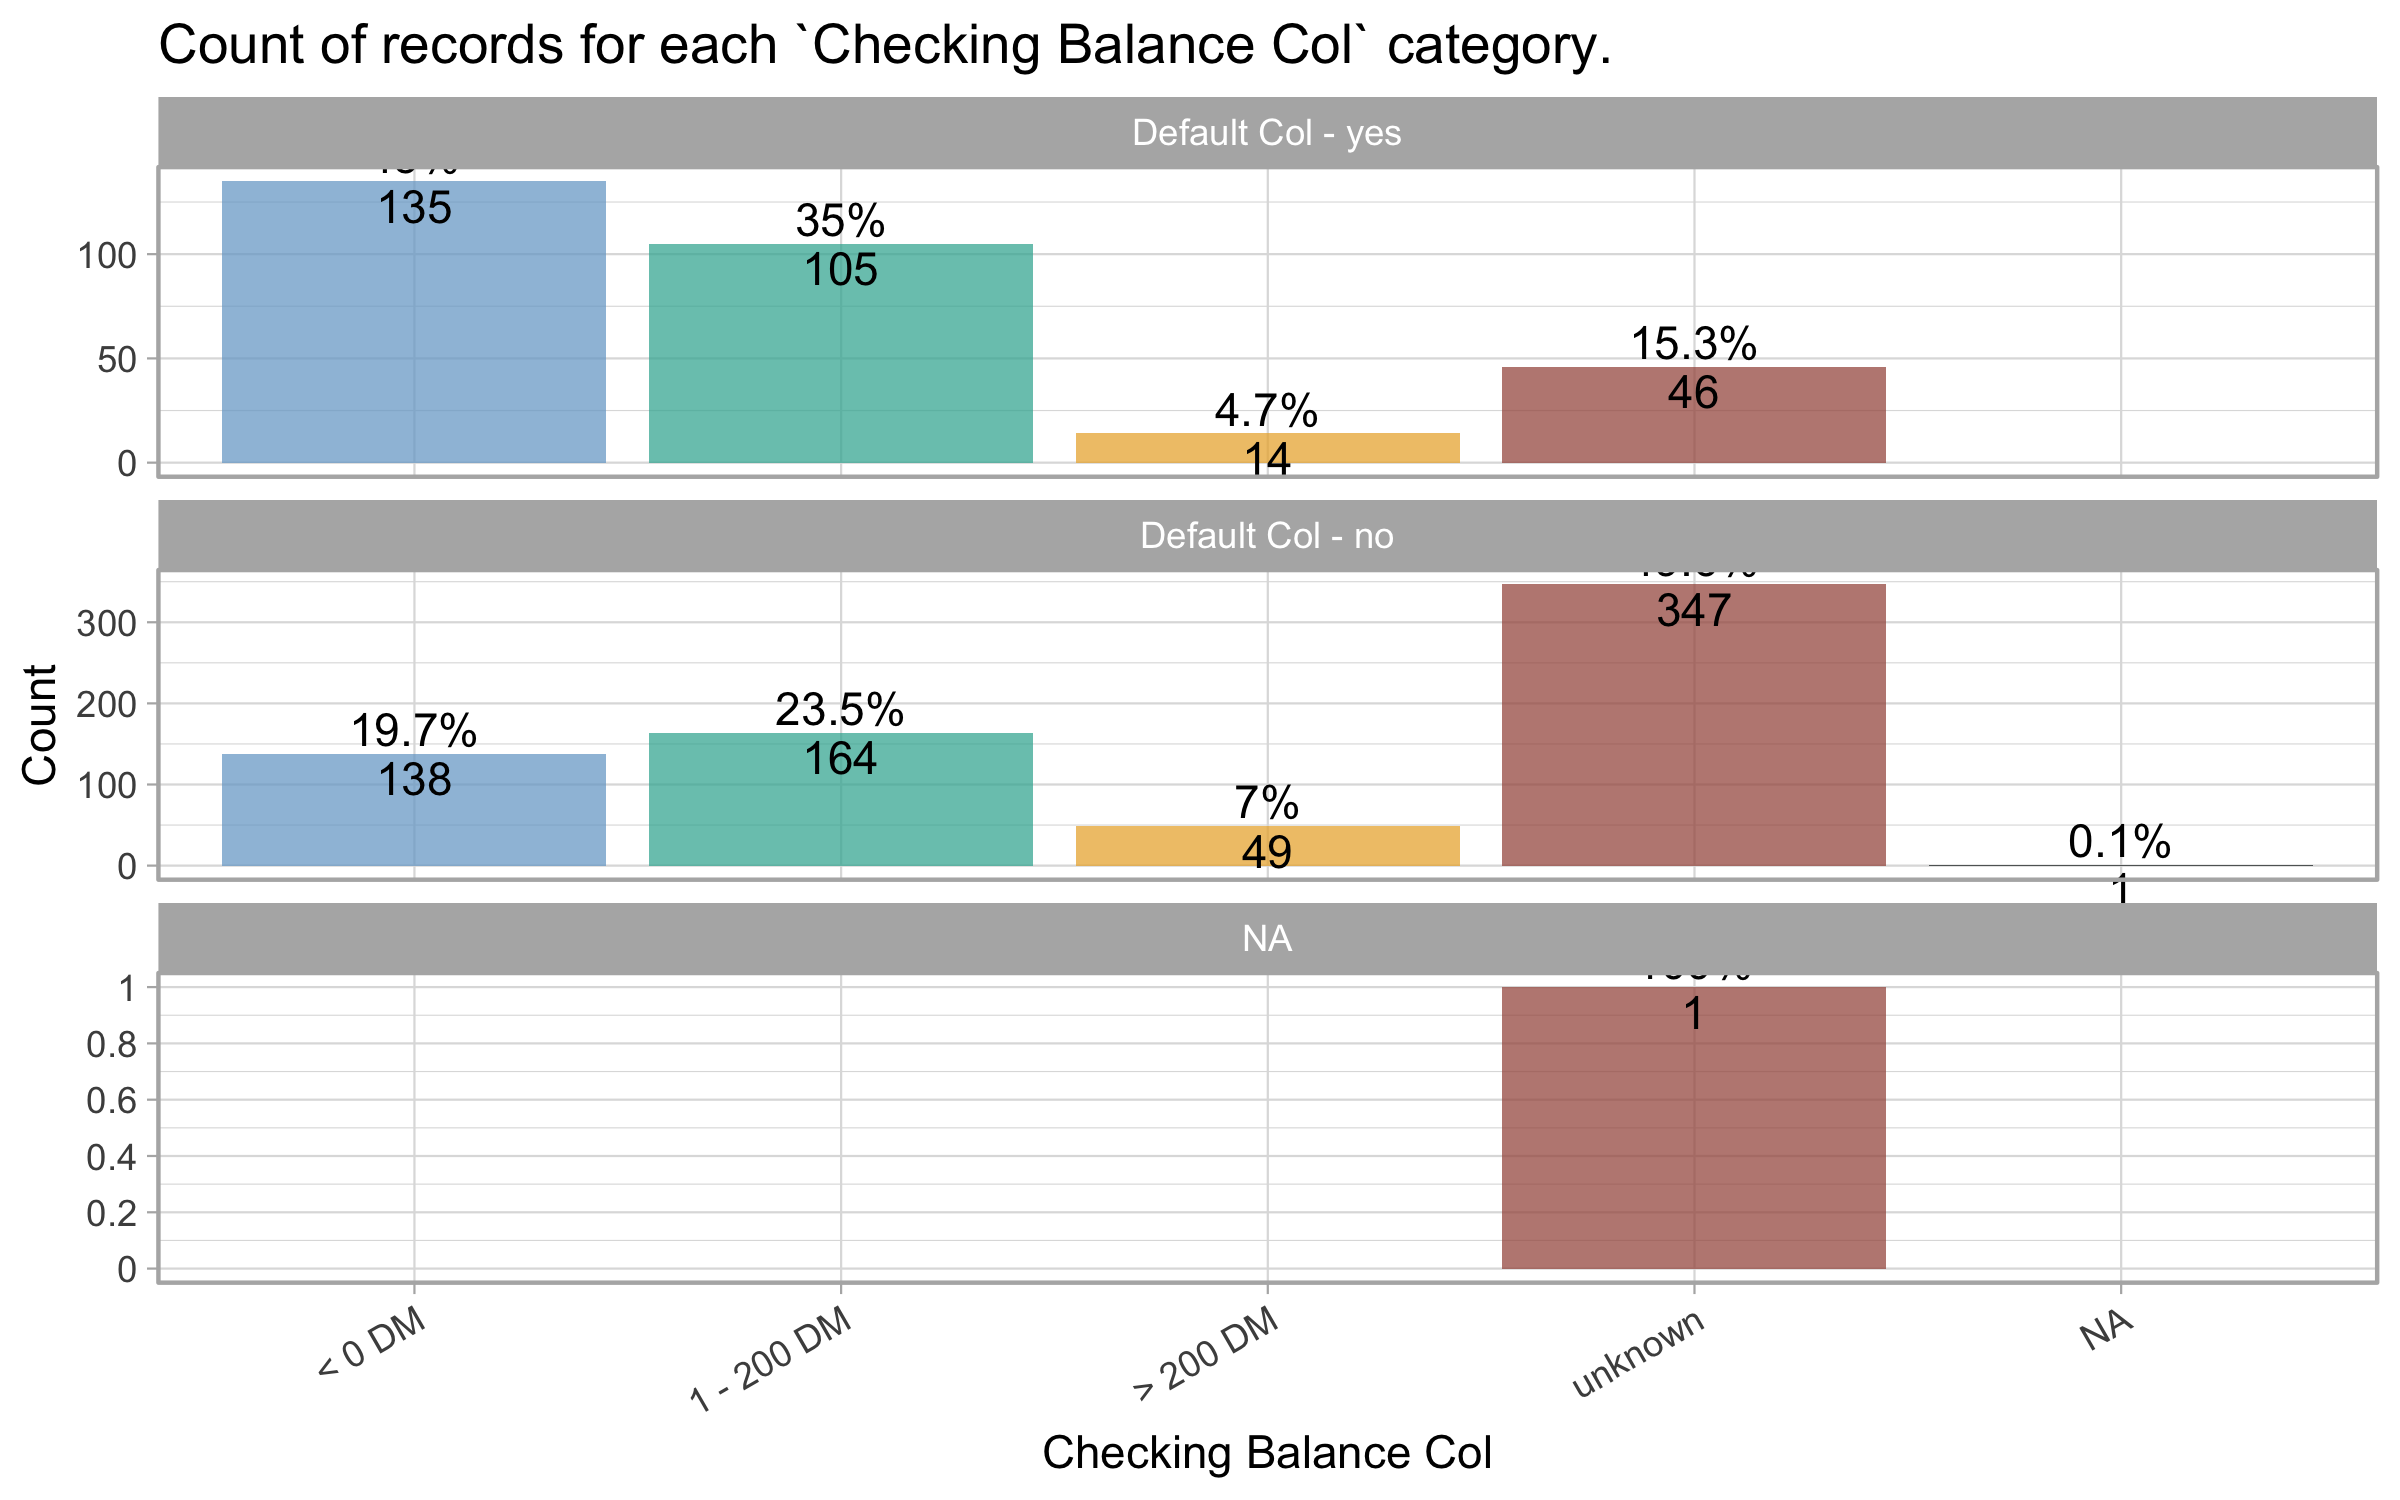 Count of records for each `Checking Balance Col` category.
Default Col - yes
135
35%
105
4.7%
14
15.3%
46
100
50
0
Default Col - no
19.7%
138
23.5%
164
7%
49
347
0.1%
1
300
200
100
0
Count
NA
1
1
0.8
0.6
0.4
0.2
0
< 0 DM
1 - 200 DM
> 200 DM
unknown
NA
Checking Balance Col